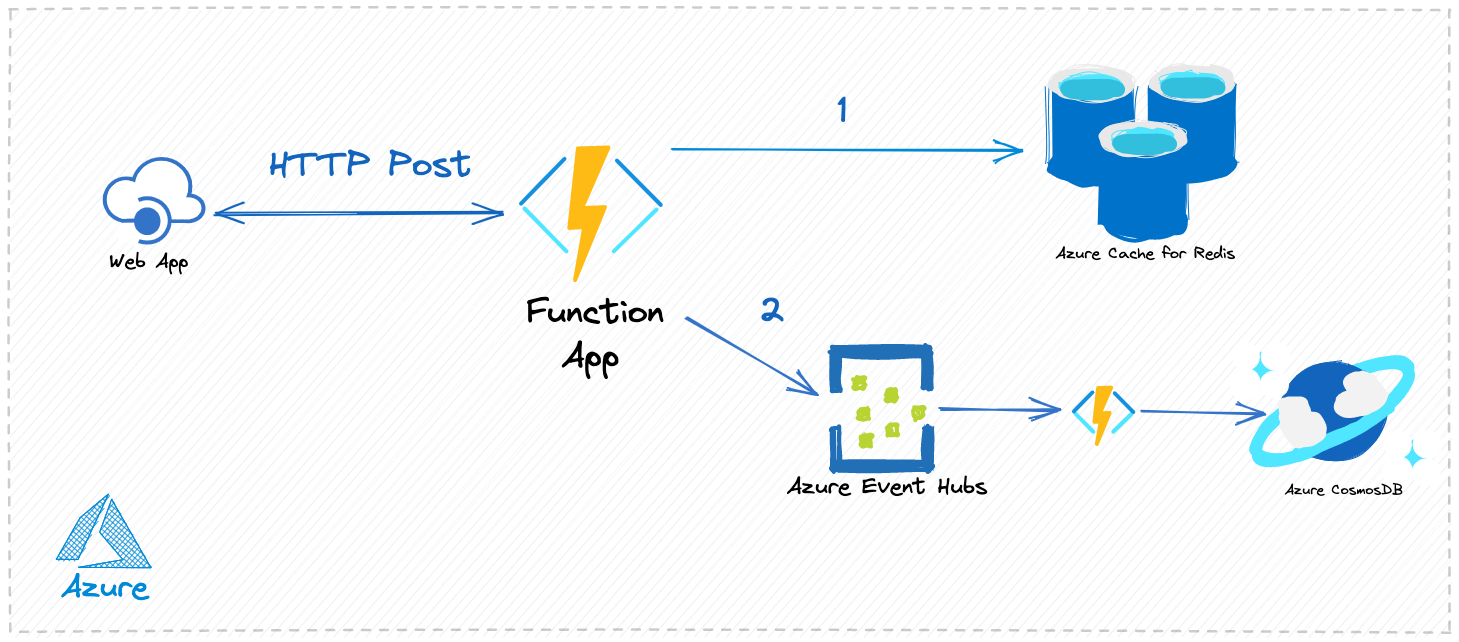 1
HTTP Post
Web App
Azure Cache for Redis
Function
App
2
Azure Event Hubs
Azure CosmosDB
Azure